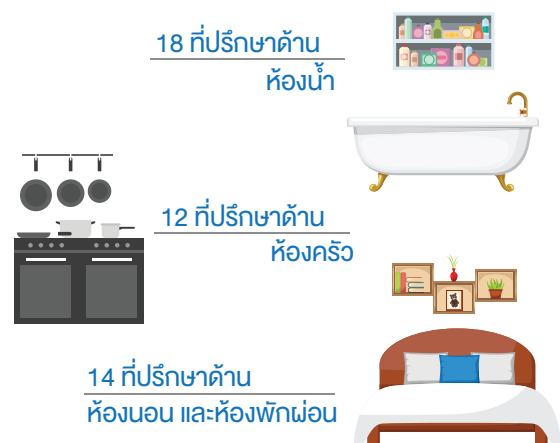 18 ที่ปรึกษาด้าน
ห้องน้ำ
12 ที่ปรึกษาด้าน
ห้องครัว
14 ที่ปรึกษาด้าน
ห้องนอน และห้องพักผ่อน